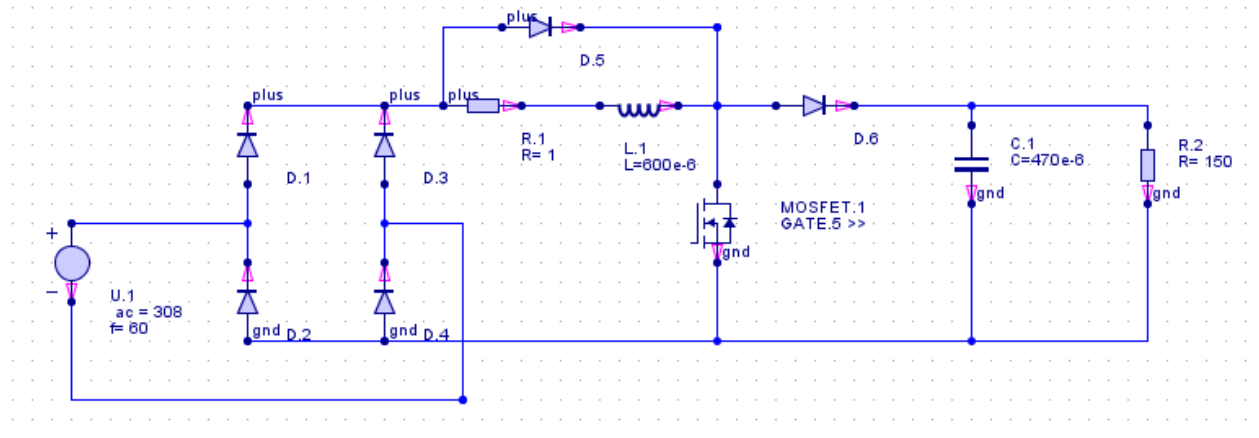 plus
D.5
plus
plus
plus
R.1
R= 1
L.1
L=600e-6
D.6
C.1
C=470e-6
R.2
R= 150
D.1
D.3
gnd
gnd
MOSFET.1
GATE.5 >>
+
gnd
−
U.1
ac = 308
f= 60
gnd
D.2
gnd
D.4